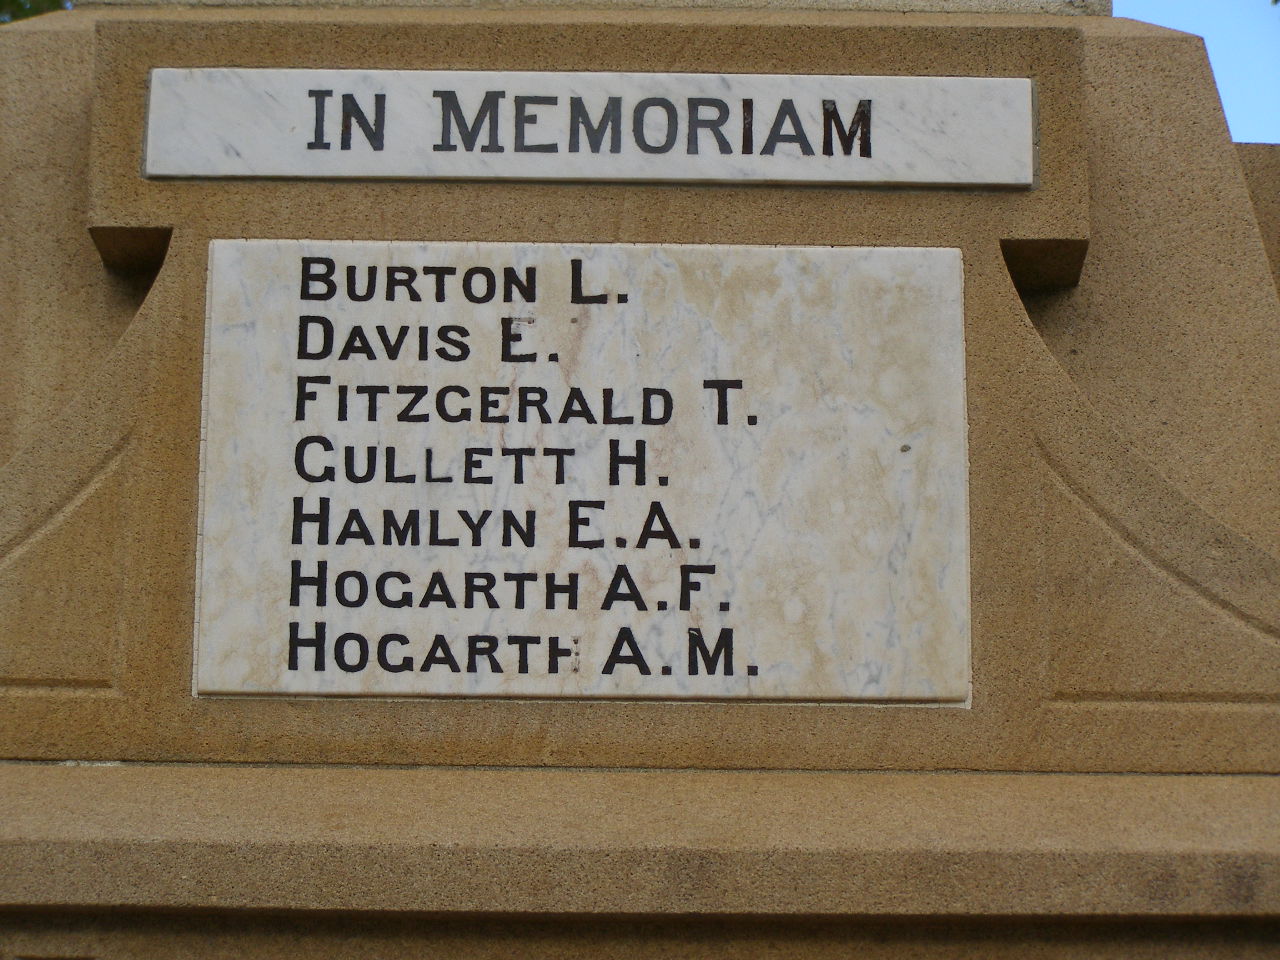 IN MEMORIAM
BURTON L.
DAVIS E.
FITZGERALD T.
GULLETT H.
HAMLYN E.A.
HOGARTH A.F.
HOGARTH A.M.